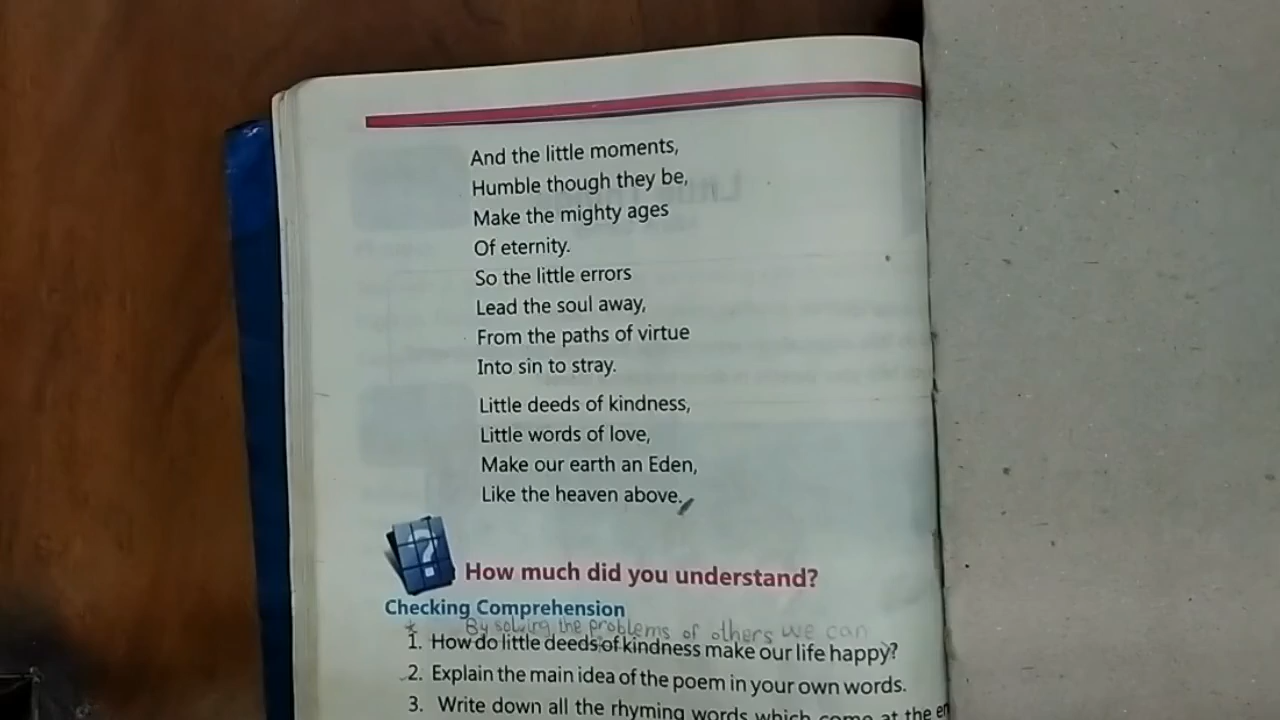 And the little moments,
Humble though they be,
Make the mighty ages
Of eternity.
So the little errors
Lead the soul away,
From the paths of virtue
Into sin to stray.
Little deeds of kindness,
Little words of love,
Make our earth an Eden,
Like the heaven above.
How much did you understand?
Checking Comprehension
By solving the problems of others we can
1. How do little deeds of kindness make our life happy?
2. Explain the main idea of the poem in your own words.
3. Write down all the rhyming words which come at the